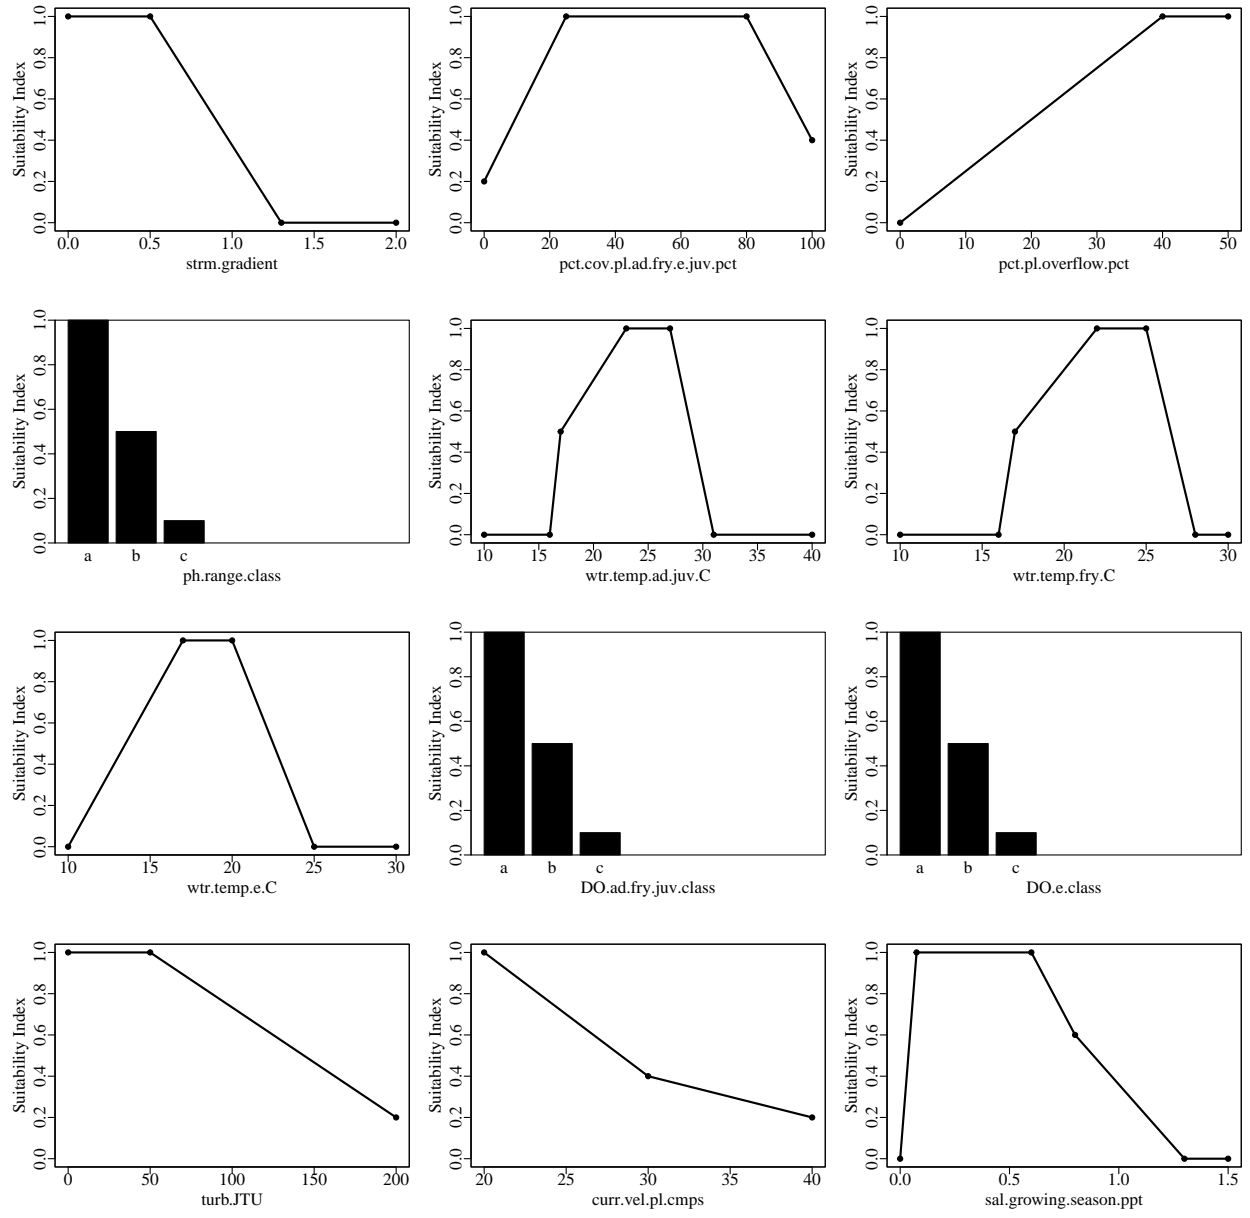 Suitability Index
0.0 0.2 0.4 0.6 0.8 1.0
0.0 0.5 1.0 1.5 2.0
strm.gradient
Suitability Index
0.0 0.2 0.4 0.6 0.8 1.0
0 20 40 60 80 100
pct.cov.pl.ad.fry.e.juv.pct
Suitability Index
0.0 0.2 0.4 0.6 0.8 1.0
0 10 20 30 40 50
pct.pl.overflow.pct
Suitability Index
0.0 0.2 0.4 0.6 0.8 1.0
a b c
ph.range.class
Suitability Index
0.0 0.2 0.4 0.6 0.8 1.0
10 15 20 25 30 35 40
wtr.temp.ad.juv.C
Suitability Index
0.0 0.2 0.4 0.6 0.8 1.0
10 15 20 25 30
wtr.temp.fry.C
Suitability Index
0.0 0.2 0.4 0.6 0.8 1.0
10 15 20 25 30
wtr.temp.e.C
Suitability Index
0.0 0.2 0.4 0.6 0.8 1.0
a b c
DO.ad.fry.juv.class
Suitability Index
0.0 0.2 0.4 0.6 0.8 1.0
a b c
DO.e.class
Suitability Index
0.0 0.2 0.4 0.6 0.8 1.0
0 50 100 150 200
turb.JTU
Suitability Index
0.0 0.2 0.4 0.6 0.8 1.0
20 25 30 35 40
curr.vel.pl.cmps
Suitability Index
0.0 0.2 0.4 0.6 0.8 1.0
0.0 0.5 1.0 1.5
sal.growing.season.ppt